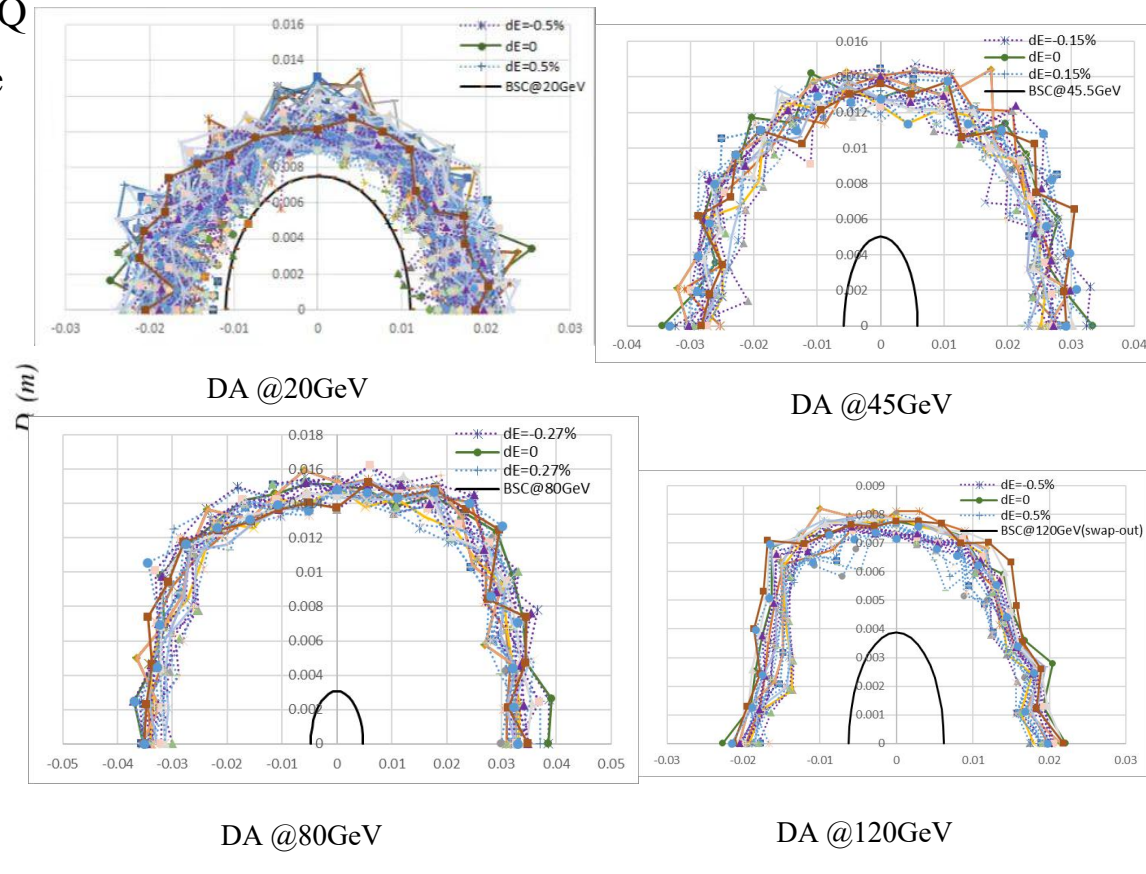 Q
e
0.016
0.014
0.008
0.006
0.004
0.002
0
-0.03 -0.02 -0.01 0 0.01 0.02 0.03
dE=-0.5%
dE=0
dE=0.5%
BSC@20GeV
DA @20GeV
0.016
0.014
0.012
0.01
0.008
0.006
0.004
0.002
0
-0.04 -0.03 -0.02 -0.01 0 0.01 0.02 0.03 0.04
dE=-0.15%
dE=0
dE=0.15%
BSC@45.5GeV
DA @45GeV
(m)
0.018
0.016
0.014
0.012
0.01
0.008
0.006
0.004
0.002
0
-0.05 -0.04 -0.03 -0.02 -0.01 0 0.01 0.02 0.03 0.04 0.05
dE=-0.27%
dE=0
dE=0.27%
BSC@80GeV
DA @80GeV
0.009
0.008
0.007
0.006
0.005
0.004
0.003
0.002
0.001
0
-0.03 -0.02 -0.01 0 0.01 0.02 0.03
dE=-0.5%
dE=0
dE=0.5%
BSC@120GeV(swap-out)
DA @120GeV